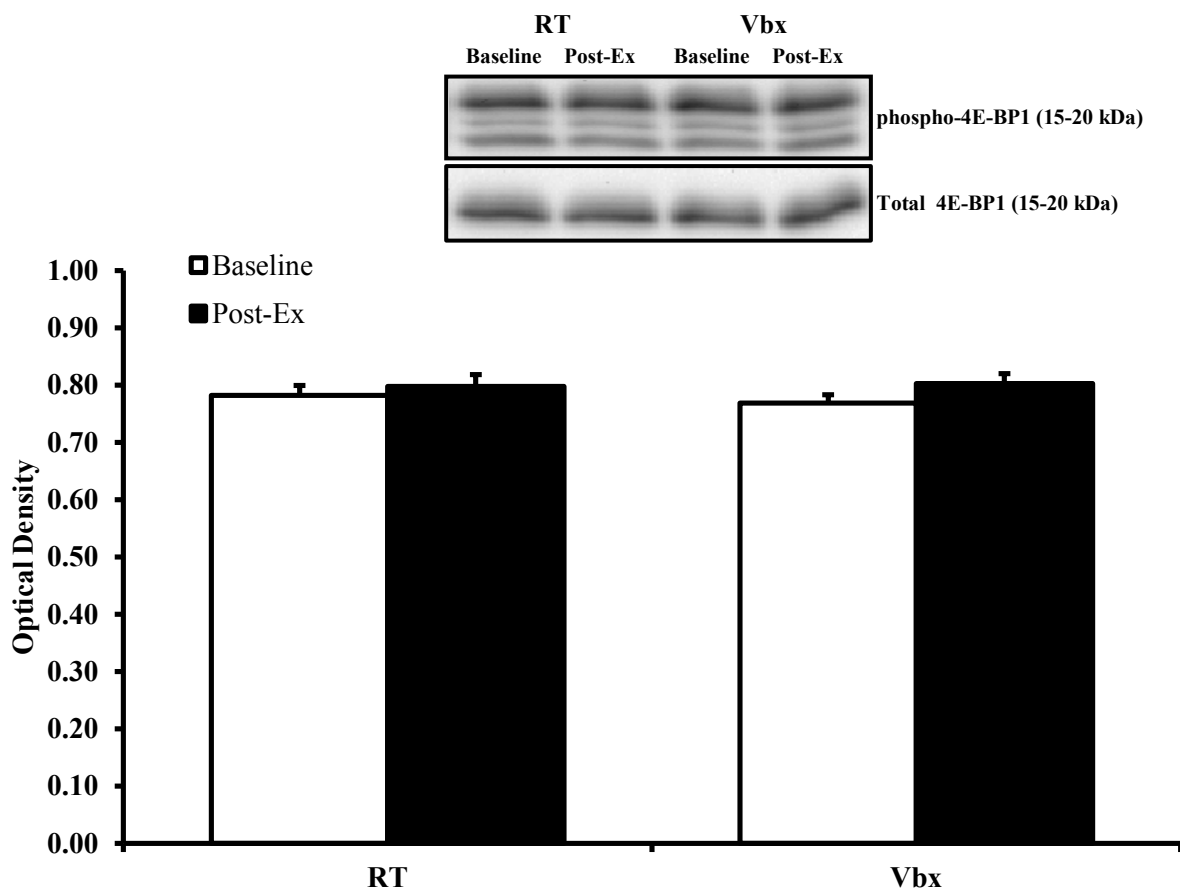 RT Vbx
Baseline Post-Ex Baseline Post-Ex
phospho-4E-BP1 (15-20 kDa)
Total 4E-BP1 (15-20 kDa)
Baseline
Post-Ex
1.00
0.90
0.80
0.70
0.60
0.50
0.40
0.30
0.20
0.10
0.00
Optical Density
RT Vbx